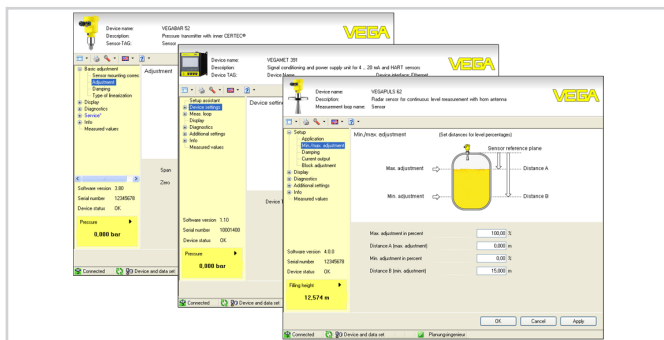 Device name: VEGABAR 52
Description: Pressure transmitter with inner CERTEC®
Sensor-TAG: Sensor
VEGA
Basic adjustment
Sensor mounting correc
Adjustment
Damping
Type of linearization
Display
Diagnostics
Service
Info
Measured values
Adjustment
Span
Zero
Software version 3.80
Serial number 12345678
Device status OK
Pressure
0,000 bar
Connected Device and data set
Device name: VEGAMET 391
Description: Signal conditioning and power supply unit for 4 ... 20 mA and HART sensors
Device TAG: Device Name Device interface: Ethernet
VEGA
Setup assistant
Device settings
Meas. loop
Display
Diagnostics
Additional settings
Info
Measured values
Device settin
Device T
Software version 1.10
Serial number 10001400
Device status OK
Pressure
0,000 bar
Connected Device and data set
Device name: VEGAPULS 62
Description: Radar sensor for continuous level measurement with horn antenna
Measurement loop name: Sensor
VEGA
Setup
Application
Min./max. adjustment
Damping
Current output
Block adjustment
Display
Diagnostics
Additional settings
Info
Measured values
Min./max. adjustment (Set distances for level percentages)
Sensor reference plane
Max. adjustment Distance A
Min. adjustment Distance B
Max. adjustment in percent 100,00 %
Distance A (max. adjustment) 0,000 m
Min. adjustment in percent 0,00 %
Distance B (min. adjustment) 15,000 m
Software version 4.0.0
Serial number 12345678
Device status OK
Filling height
12,574 m
OK Cancel Apply
Connected Device and data set Planungsingenieur: